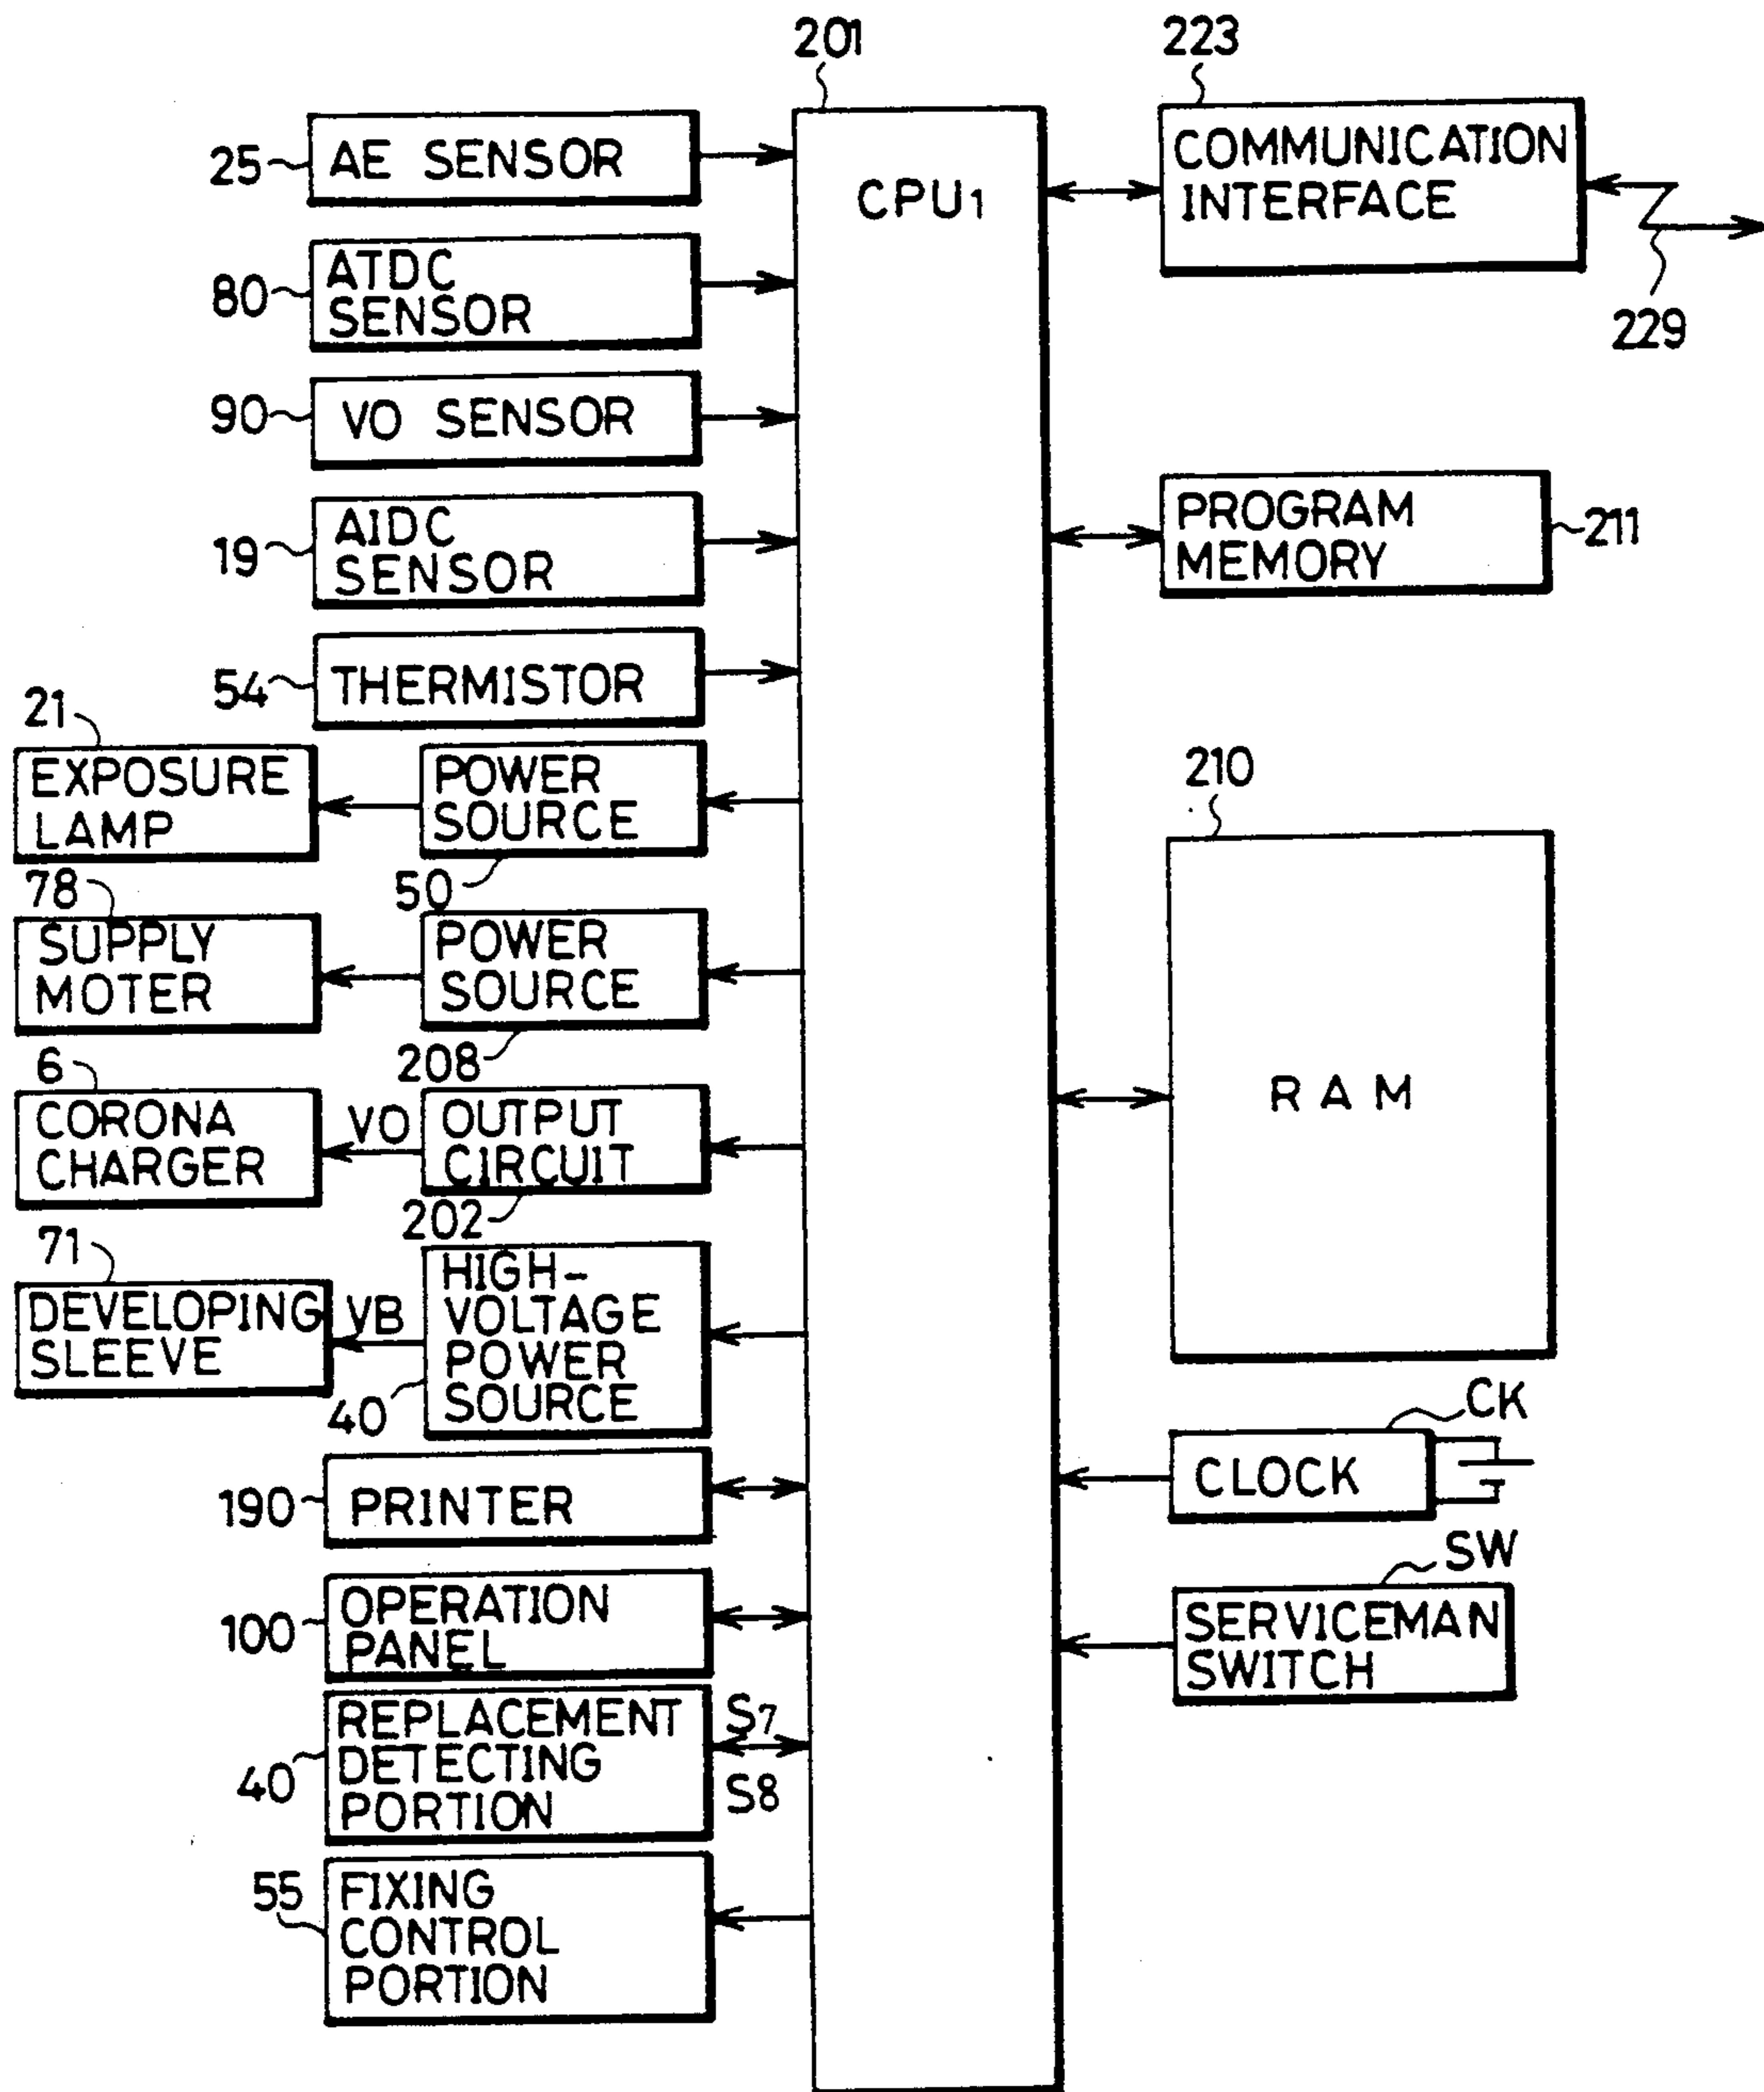 201
223
25
AE SENSOR
CPU1
COMMUNICATION
INTERFACE
229
80
ATDC
SENSOR
90
VO SENSOR
19
AIDC
SENSOR
PROGRAM
MEMORY
211
54
THERMISTOR
21
EXPOSURE
LAMP
POWER
SOURCE
50
210
RAM
78
SUPPLY
MOTER
POWER
SOURCE
208
6
CORONA
CHARGER
VO
OUTPUT
CIRCUIT
202
71
DEVELOPING
SLEEVE
VB
HIGH-
VOLTAGE
POWER
SOURCE
40
CK
CLOCK
190
PRINTER
SW
SERVICEMAN
SWITCH
100
OPERATION
PANEL
40
REPLACEMENT
DETECTING
PORTION
S7
S8
55
FIXING
CONTROL
PORTION